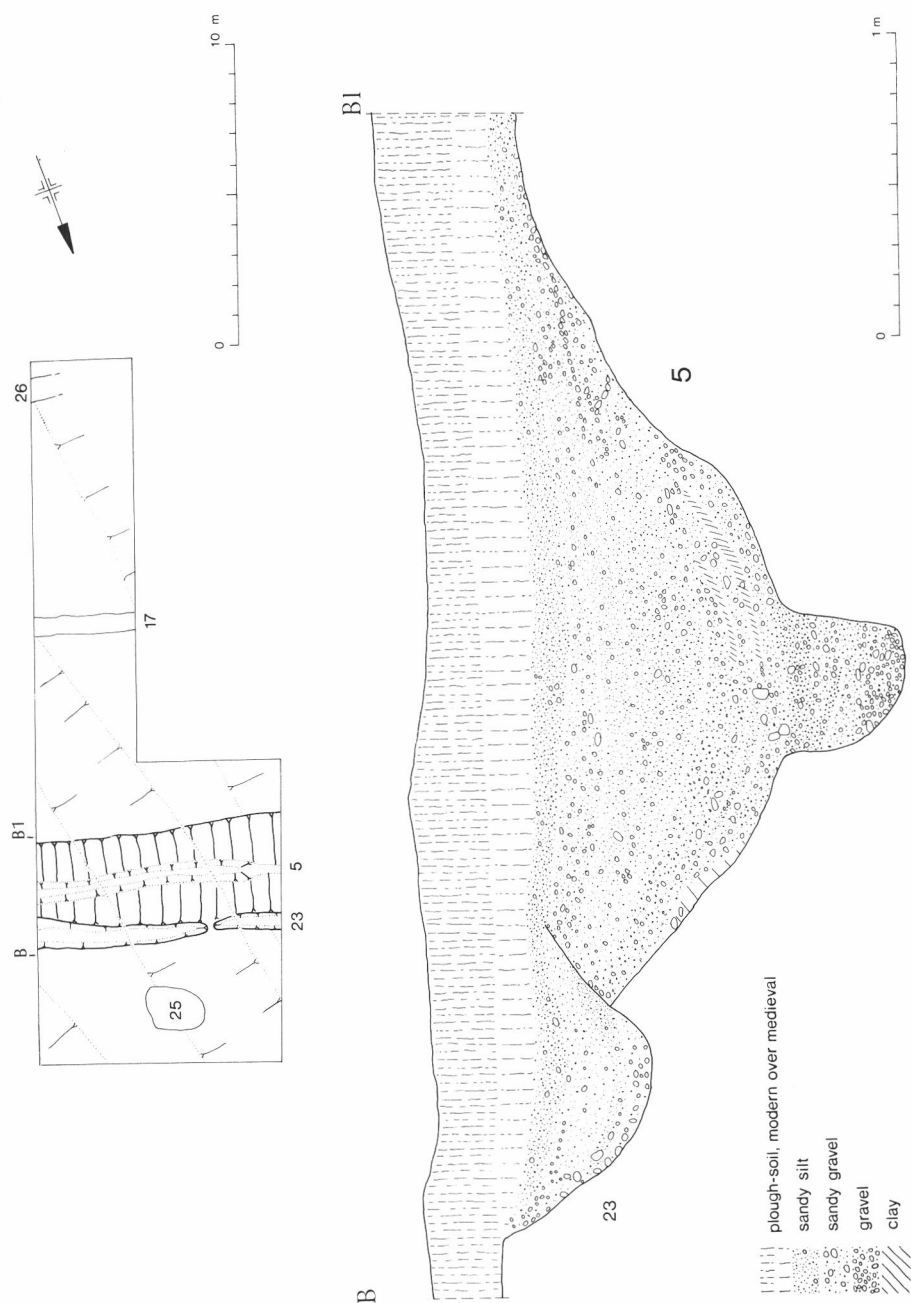 26
17
B1
5
23
B
25
0
10 m
B1
B
5
23
0
1 m
plough-soil, modern over medieval
sandy silt
sandy gravel
gravel
clay